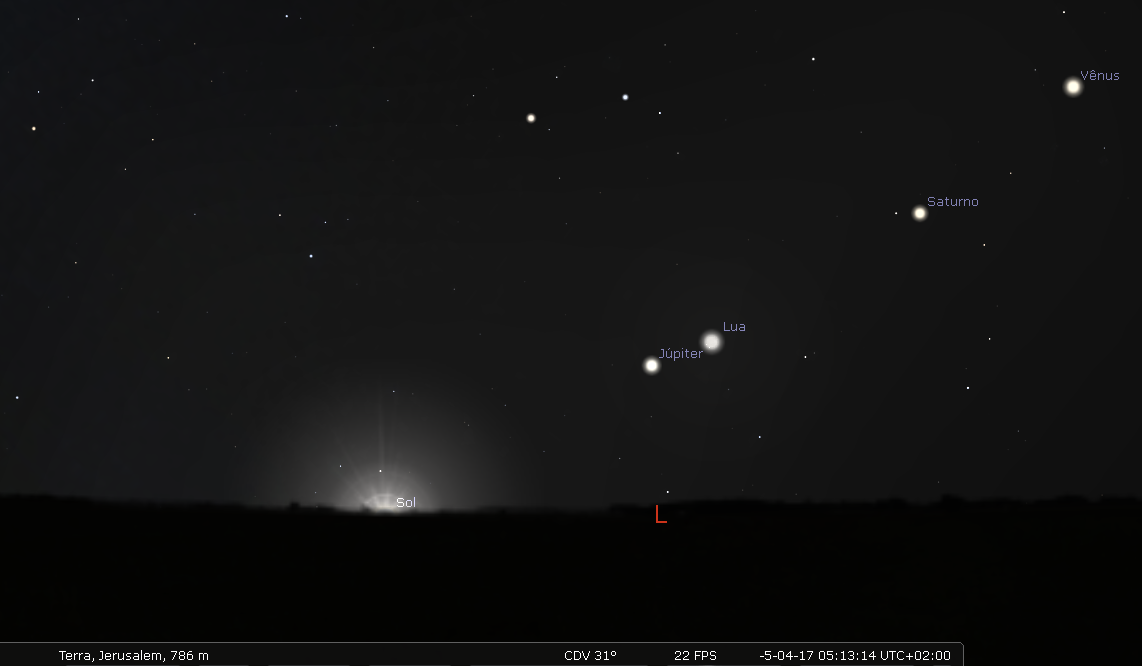 Vênus
Saturno
Lua
Júpiter
Sol
L
Terra, Jerusalem, 786 m CDV 31° 22 FPS -5-04-17 05:13:14 UTC+02:00